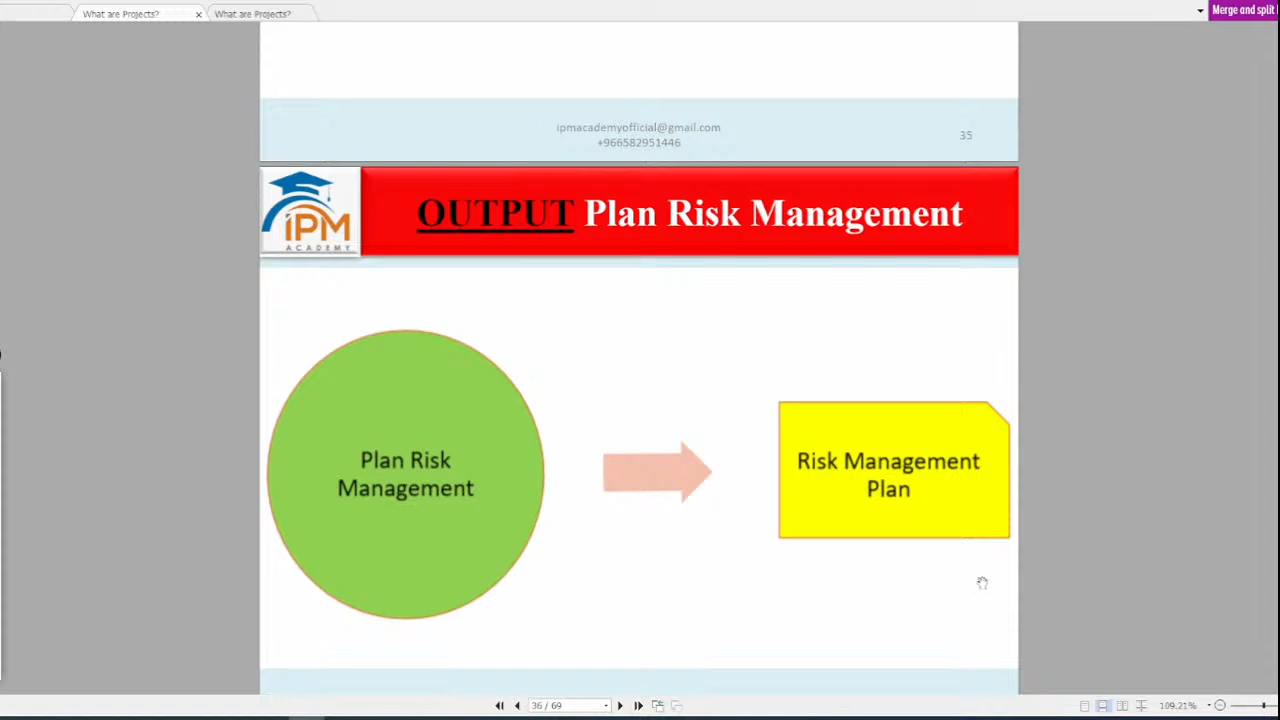 What are Projects?
What are Projects?
Merge and split
ipmacademyofficial@gmail.com
+966582951446
35
iPM
ACADEMY
OUTPUT Plan Risk Management
Plan Risk
Management
Risk Management
Plan
36 / 69
109.21%